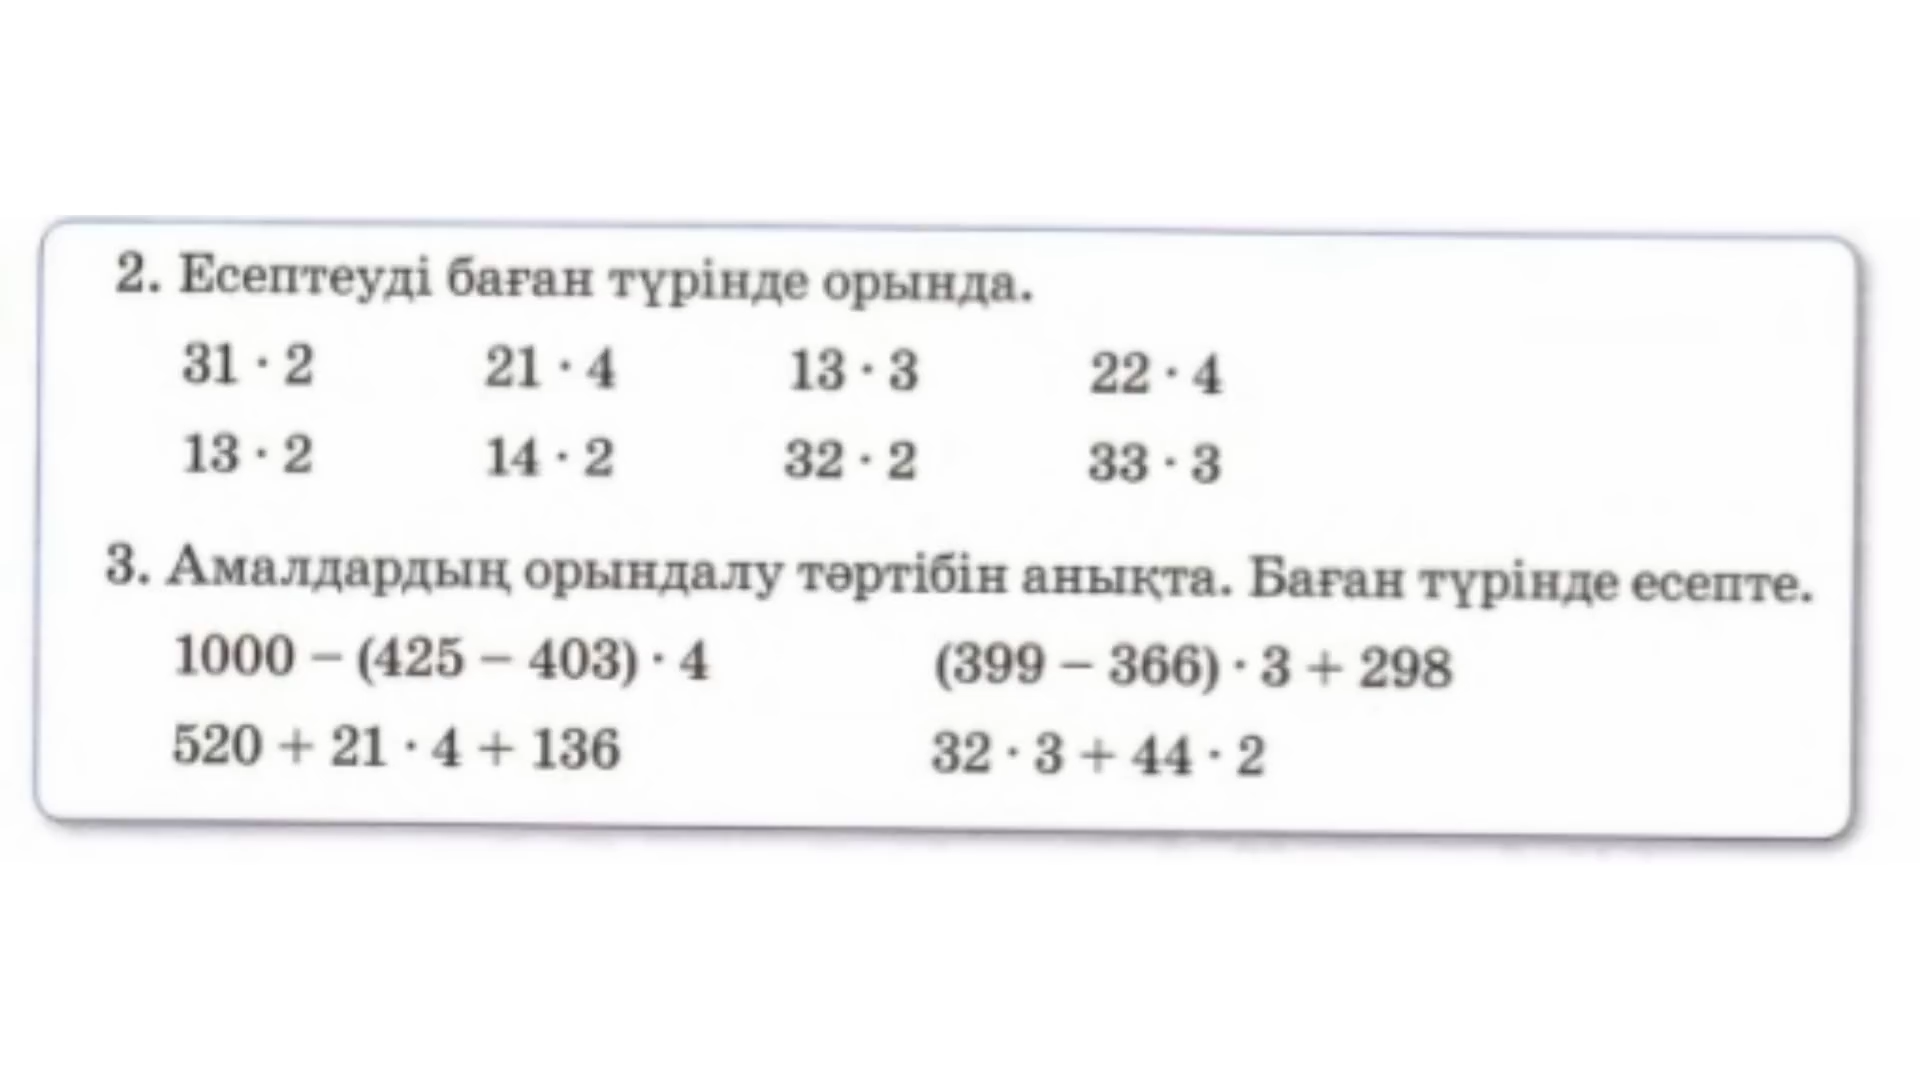 2. Есептеуді баған түрінде орында.
31 · 2 21 · 4 13 · 3 22 · 4
13 · 2 14 · 2 32 · 2 33 · 3
3. Амалдардың орындалу тәртібін анықта. Баған түрінде есепте.
1000 – (425 – 403) · 4 (399 – 366) · 3 + 298
520 + 21 · 4 + 136 32 · 3 + 44 · 2